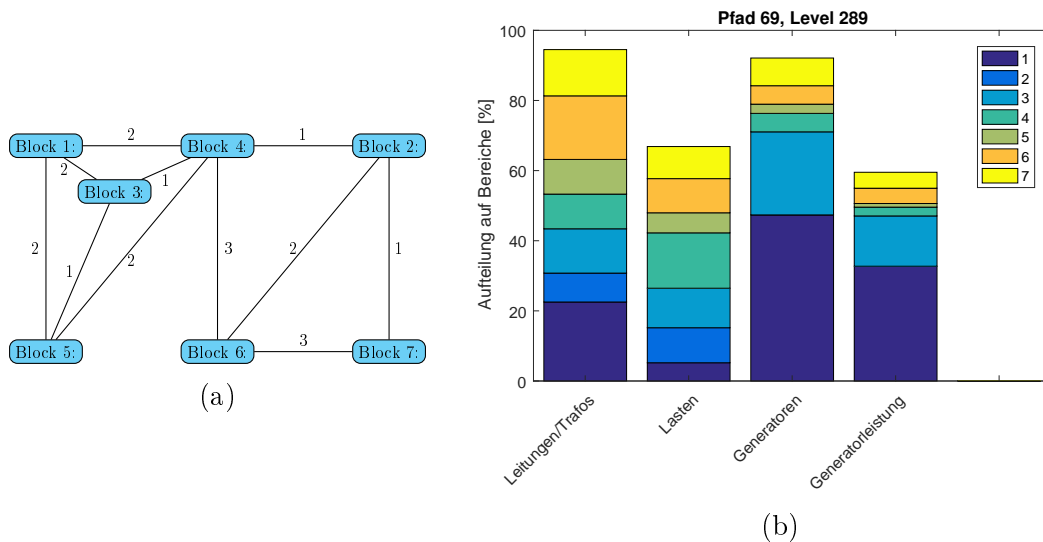 Block 1:
2
Block 4:
1
Block 2:
2
1
Block 3:
2
1
2
3
2
1
Block 5:
Block 6:
3
Block 7:
(a)
Pfad 69, Level 289
Aufteilung auf Bereiche [%]
100
80
60
40
20
0
Leitungen/Trafos
Lasten
Generatoren
Generatorleistung
1
2
3
4
5
6
7
(b)